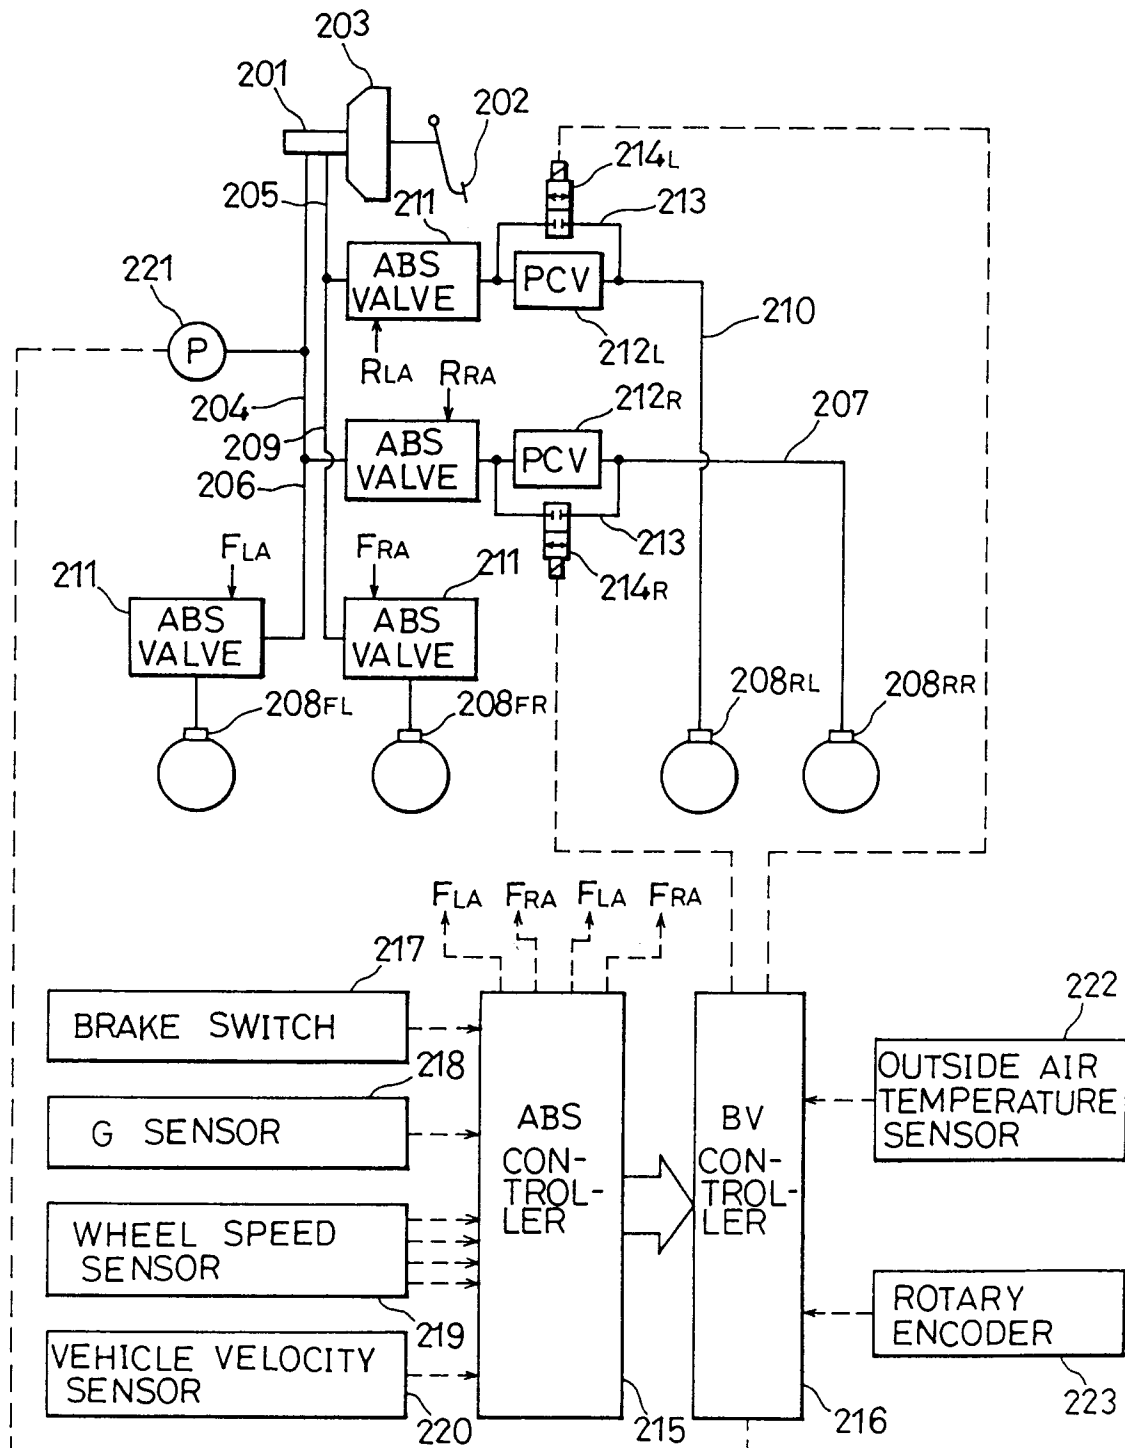 203
201
202
214L
205
211
213
ABS
VALVE
PCV
221
210
P
RLA
RRA
212L
204
212R
207
209
ABS
VALVE
PCV
206
213
FLA
FRA
211
214R
211
ABS
VALVE
ABS
VALVE
208FL
208FR
208RL
208RR
FLA
FRA
FLA
FRA
217
BRAKE SWITCH
222
OUTSIDE AIR
TEMPERATURE
SENSOR
218
G SENSOR
ABS
CON-
TROL-
LER
BV
CON-
TROL-
LER
WHEEL SPEED
SENSOR
219
ROTARY
ENCODER
VEHICLE VELOCITY
SENSOR
220
215
216
223